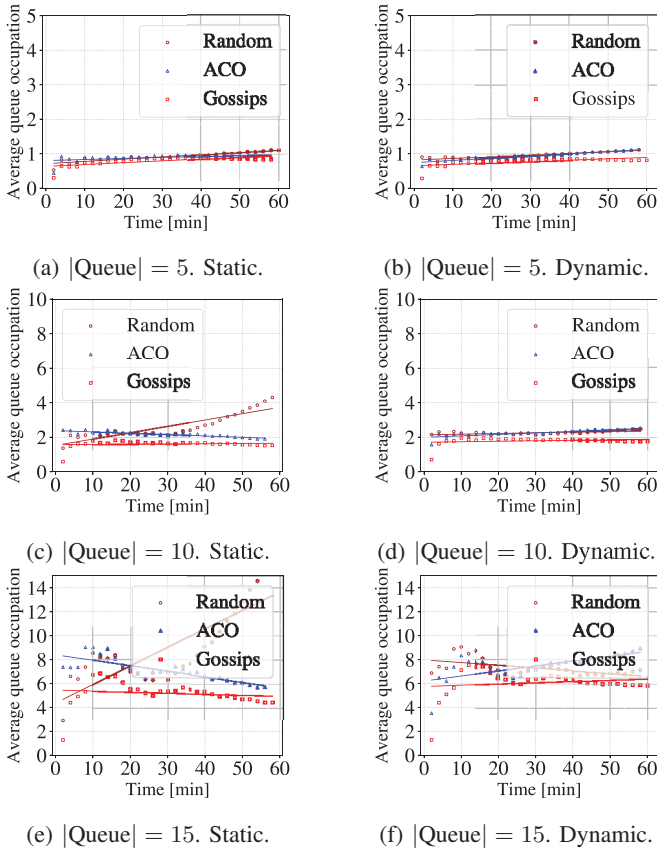 Average queue occupation
5
4
3
2
1
0
Random
ACO
Gossips
0 10 20 30 40 50 60
Time [min]
(a) |Queue| = 5. Static.
Average queue occupation
5
4
3
2
1
0
Random
ACO
Gossips
0 10 20 30 40 50 60
Time [min]
(b) |Queue| = 5. Dynamic.
Average queue occupation
10
8
6
4
2
0
Random
ACO
Gossips
0 10 20 30 40 50 60
Time [min]
(c) |Queue| = 10. Static.
Average queue occupation
10
8
6
4
2
0
Random
ACO
Gossips
0 10 20 30 40 50 60
Time [min]
(d) |Queue| = 10. Dynamic.
Average queue occupation
14
12
10
8
6
4
2
0
Random
ACO
Gossips
0 10 20 30 40 50 60
Time [min]
(e) |Queue| = 15. Static.
Average queue occupation
14
12
10
8
6
4
2
0
Random
ACO
Gossips
0 10 20 30 40 50 60
Time [min]
(f) |Queue| = 15. Dynamic.